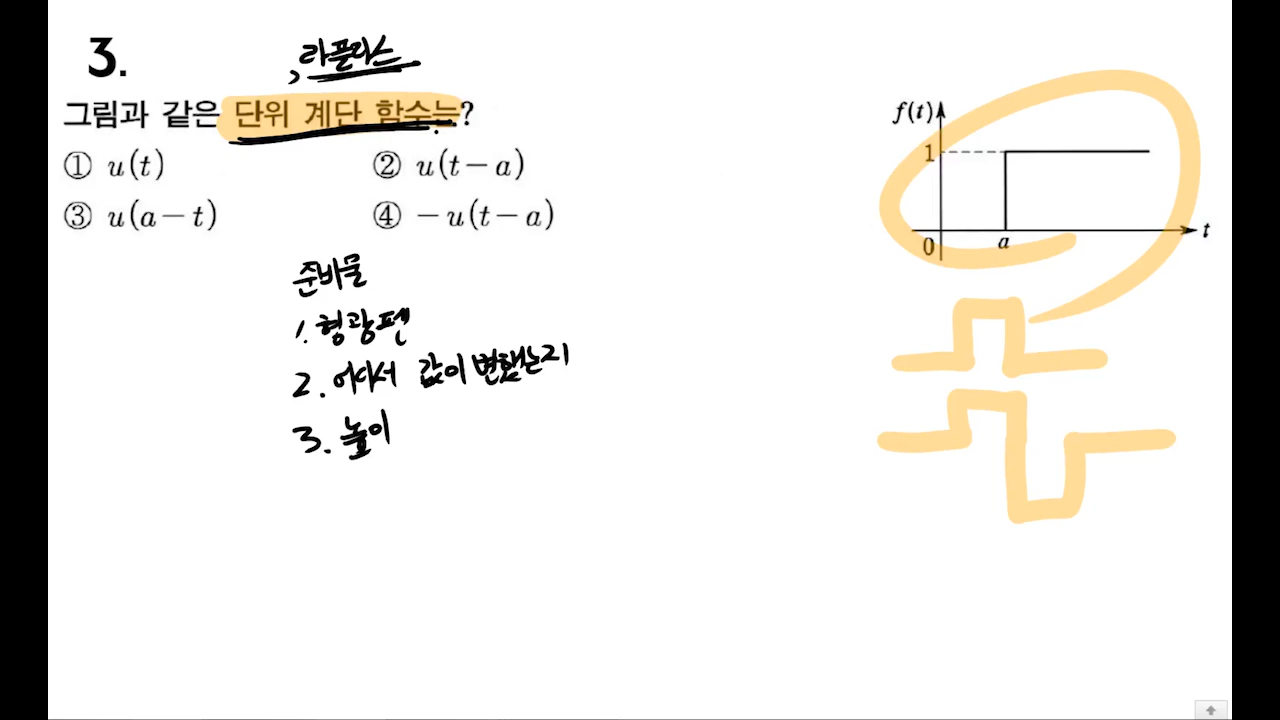 3.
, 라플라스
그림과 같은 단위 계단 함수는?
① u(t)
② u(t-a)
③ u(a-t)
④ -u(t-a)
f(t)
1
0
a
t
준비물
1. 형광펜
2. 어디서 값이 변했는지
3. 높이